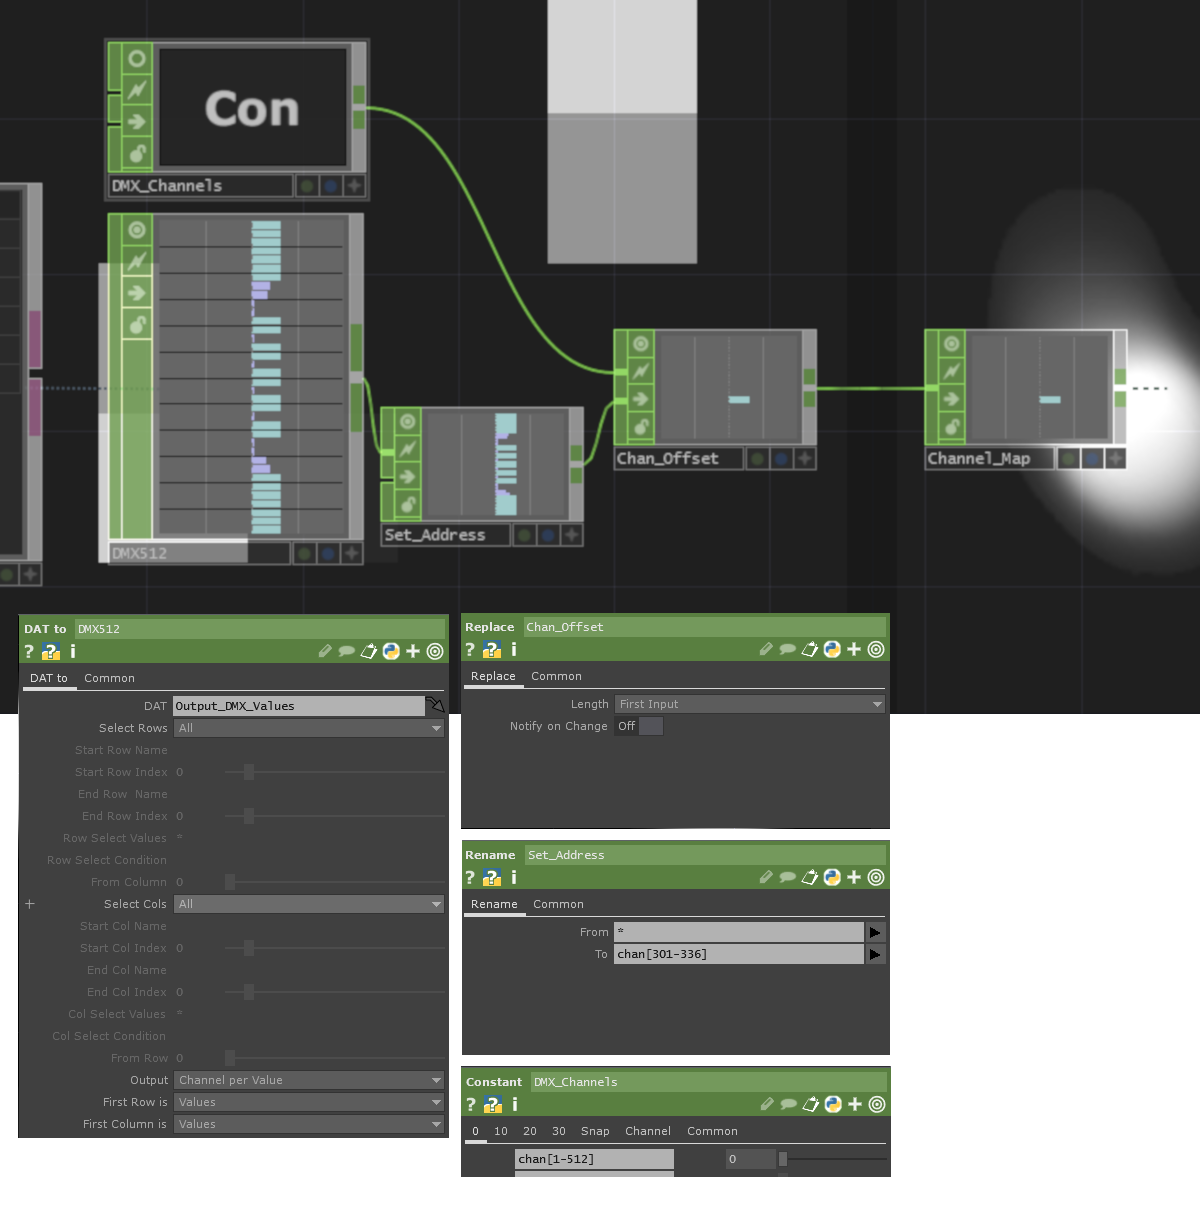 Con
DMX_Channels
DMX512
Set_Address
Chan_Offset
Channel_Map
DAT to DMX512
? ? i
DAT to Common
DAT Output_DMX_Values
Select Rows All
Start Row Name
Start Row Index 0
End Row Name
End Row Index 0
Row Select Values *
Row Select Condition
From Column 0
+ Select Cols All
Start Col Name
Start Col Index 0
End Col Name
End Col Index 0
Col Select Values *
Col Select Condition
From Row 0
Output Channel per Value
First Row is Values
First Column is Values
Replace Chan_Offset
? ? i
Replace Common
Length First Input
Notify on Change Off
Rename Set_Address
? ? i
Rename Common
From *
To chan[301-336]
Constant DMX_Channels
? ? i
0 10 20 30 Snap Channel Common
chan[1-512] 0